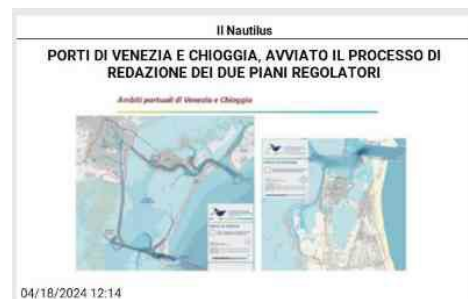 Il Nautilus
PORTI DI VENEZIA E CHIOGGIA, AVVIATO IL PROCESSO DI
REDAZIONE DEI DUE PIANI REGOLATORI
Ambiti portuali di Venezia e Chioggia
04/18/2024 12:14